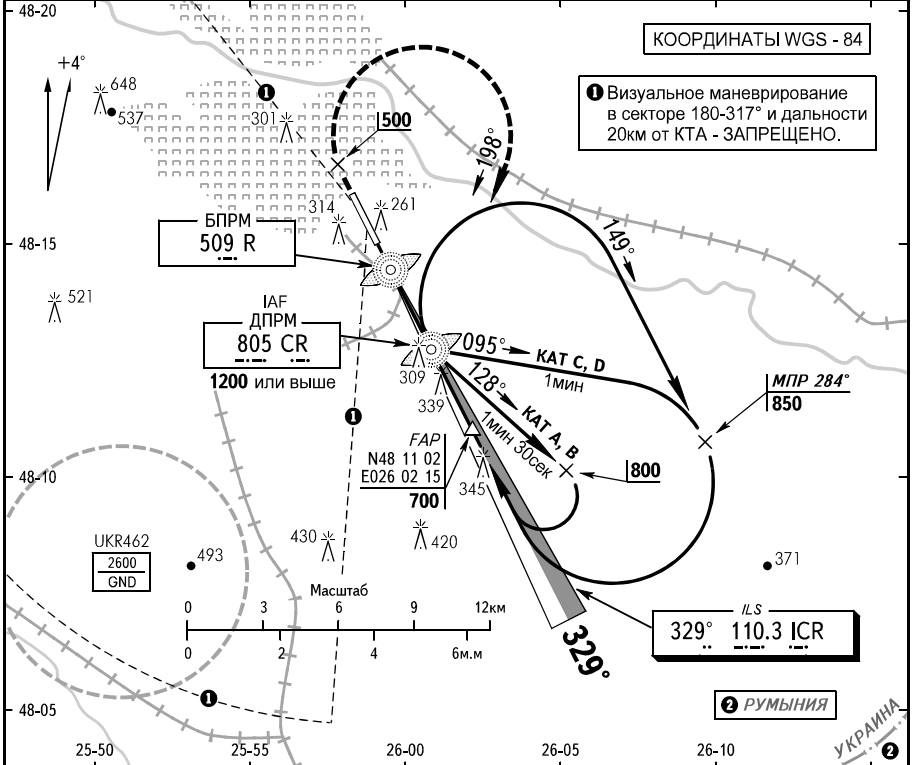 48-20
КООРДИНАТЫ WGS - 84
+4°
❶ Визуальное маневрирование
в секторе 180-317° и дальности
20км от КТА - ЗАПРЕЩЕНО.
648
537
❶
301
500
198°
314
261
БПРМ
509 R
48-15
149°
521
IAF
ДПРМ
805 CR
1200 или выше
309
339
095°
КАТ C, D
1мин
128°
КАТ A, B
1мин 30сек
МПР 284°
850
❶
FAP
N48 11 02
E026 02 15
700
345
800
48-10
430
420
UKR462
2600
GND
493
371
Масштаб
0 3 6 9 12км
0 2 4 6м.м
329°
ILS
329° 110.3 ICR
❶
48-05
❷ РУМЫНИЯ
УКРАИНА
❷
25-50 25-55 26-00 26-05 26-10